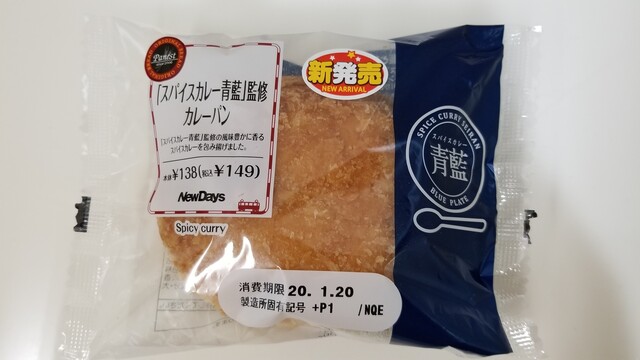 Panest
新発売
NEW ARRIVAL
「スパイスカレー青藍」監修
カレーパン
「スパイスカレー青藍」監修の風味豊かに香る
スパイスカレーを包み揚げました。
本体¥138(税込¥149)
NewDays
Spicy curry
SPICE CURRY SEIRAN
スパイスカレー
青藍
BLUE PLATE
消費期限 20. 1.20
製造所固有記号 +P1 /NQE